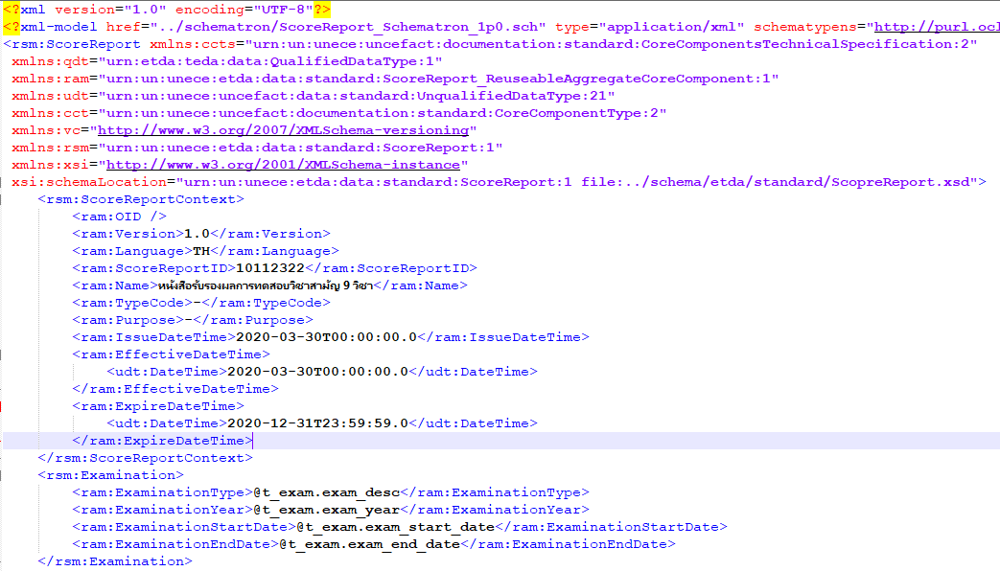 <?xml version="1.0" encoding="UTF-8"?>
<?xml-model href="../schematron/ScoreReport_Schematron_1p0.sch" type="application/xml" schematypens="http://purl.ocl
<rsm:ScoreReport xmlns:ccts="urn:un:unece:uncefact:documentation:standard:CoreComponentsTechnicalSpecification:2"
xmlns:qdt="urn:etda:teda:data:QualifiedDataType:1"
xmlns:ram="urn:un:unece:etda:data:standard:ScoreReport_ReuseableAggregateCoreComponent:1"
xmlns:udt="urn:un:unece:uncefact:data:standard:UnqualifiedDataType:21"
xmlns:cct="urn:un:unece:uncefact:documentation:standard:CoreComponentType:2"
xmlns:vc="http://www.w3.org/2007/XMLSchema-versioning"
xmlns:rsm="urn:un:unece:etda:data:standard:ScoreReport:1"
xmlns:xsi="http://www.w3.org/2001/XMLSchema-instance"
xsi:schemaLocation="urn:un:unece:etda:data:standard:ScoreReport:1 file:../schema/etda/standard/ScopreReport.xsd">
<rsm:ScoreReportContext>
<ram:OID />
<ram:Version>1.0</ram:Version>
<ram:Language>TH</ram:Language>
<ram:ScoreReportID>10112322</ram:ScoreReportID>
<ram:Name>หนังสือรับรองผลการทดสอบวิชาสามัญ 9 วิชา</ram:Name>
<ram:TypeCode>-</ram:TypeCode>
<ram:Purpose>-</ram:Purpose>
<ram:IssueDateTime>2020-03-30T00:00:00.0</ram:IssueDateTime>
<ram:EffectiveDateTime>
<udt:DateTime>2020-03-30T00:00:00.0</udt:DateTime>
</ram:EffectiveDateTime>
<ram:ExpireDateTime>
<udt:DateTime>2020-12-31T23:59:59.0</udt:DateTime>
</ram:ExpireDateTime>
</rsm:ScoreReportContext>
<rsm:Examination>
<ram:ExaminationType>@t_exam.exam_desc</ram:ExaminationType>
<ram:ExaminationYear>@t_exam.exam_year</ram:ExaminationYear>
<ram:ExaminationStartDate>@t_exam.exam_start_date</ram:ExaminationStartDate>
<ram:ExaminationEndDate>@t_exam.exam_end_date</ram:ExaminationEndDate>
</rsm:Examination>